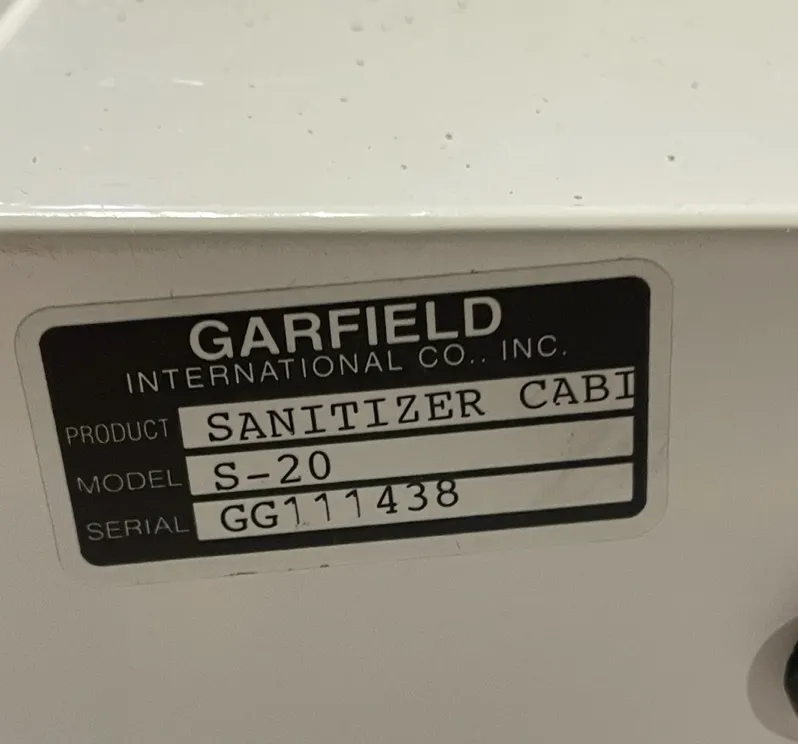 GARFIELD
INTERNATIONAL CO.. INC.
PRODUCT SANITIZER CABI
MODEL S-20
SERIAL GG111438